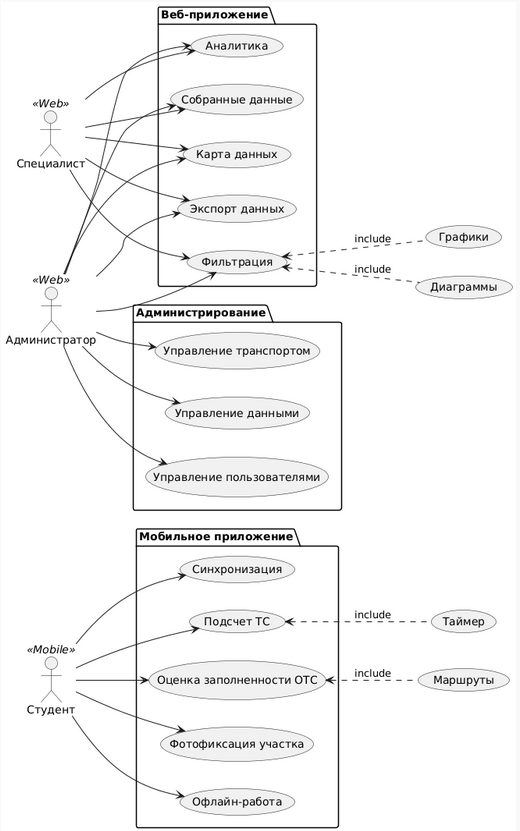 Веб-приложение
Аналитика
Собранные данные
«Web»
Специалист
Карта данных
Экспорт данных
include
Графики
Фильтрация
include
Диаграммы
«Web»
Администратор
Администрирование
Управление транспортом
Управление данными
Управление пользователями
Мобильное приложение
Синхронизация
Подсчет ТС
include
Таймер
«Mobile»
Студент
Оценка заполненности ОТС
include
Маршруты
Фотофиксация участка
Офлайн-работа